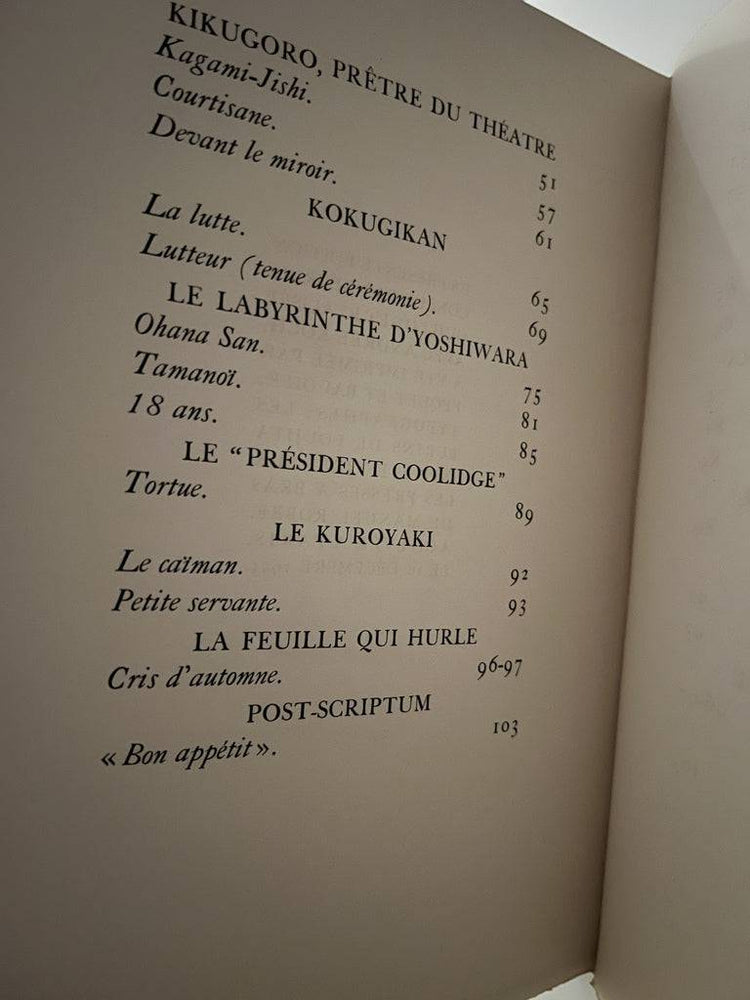 KIKUGORO, PRÊTRE DU THÉATRE
Kagami-Jishi. 51
Courtisane. 57
Devant le miroir. 61
KOKUGIKAN
La lutte. 65
Lutteur (tenue de cérémonie). 69
LE LABYRINTHE D'YOSHIWARA
Ohana San. 75
Tamanoï. 81
18 ans. 85
LE "PRÉSIDENT COOLIDGE"
Tortue. 89
LE KUROYAKI
Le caïman. 92
Petite servante. 93
LA FEUILLE QUI HURLE
Cris d'automne. 96-97
POST-SCRIPTUM
« Bon appétit ». 103